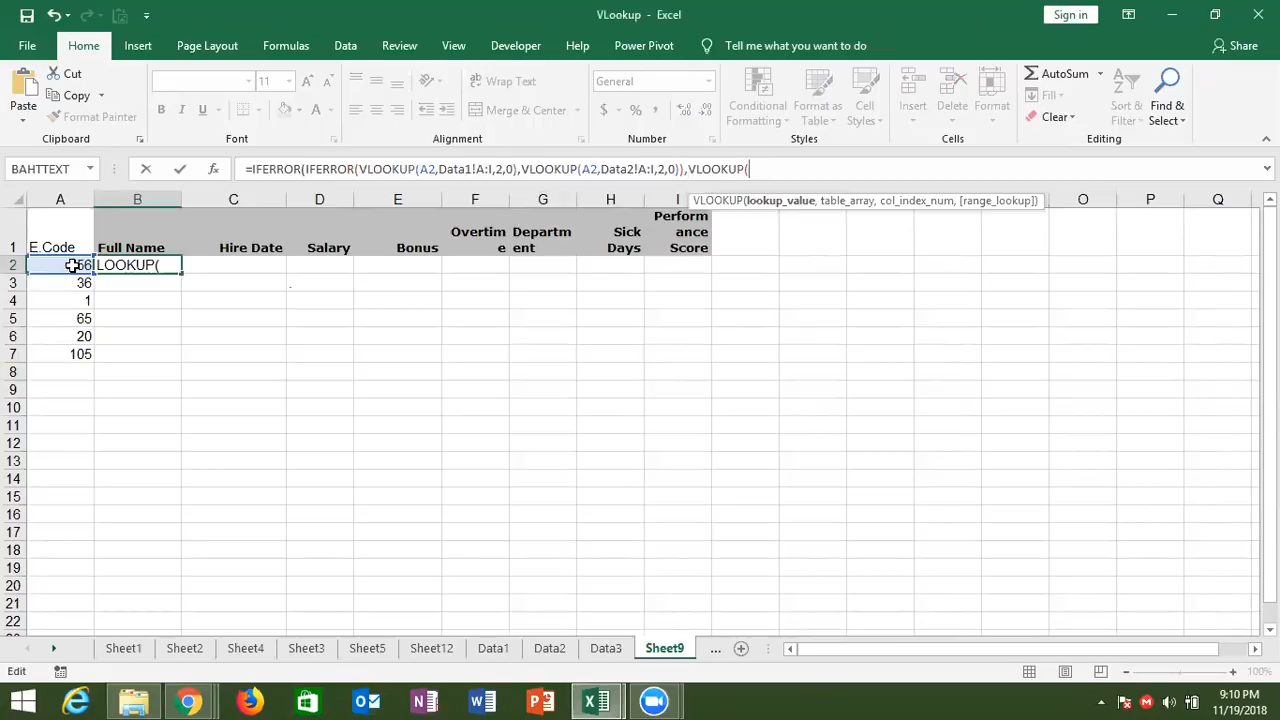 VLookup - Excel
Sign in
File Home Insert Page Layout Formulas Data Review View Developer Help Power Pivot Tell me what you want to do Share
Paste
Cut
Copy
Format Painter
Clipboard
11
B I U
A A
Font
Wrap Text
Merge & Center
Alignment
General
$ % ,
Number
Conditional Formatting
Format as Table
Cell Styles
Styles
Insert
Delete
Format
Cells
AutoSum
Fill
Clear
Sort & Filter
Find & Select
Editing
BAHTTEXT
fx
=IFERROR(IFERROR(VLOOKUP(A2,Data1!A:I,2,0),VLOOKUP(A2,Data2!A:I,2,0)),VLOOKUP(
VLOOKUP(lookup_value, table_array, col_index_num, [range_lookup])
A B C D E F G H I O P Q
1 E.Code Full Name Hire Date Salary Bonus Overtime Department Sick Days Performance Score
2 56 LOOKUP(
3 36 .
4 1
5 65
6 20
7 105
8
9
10
11
12
13
14
15
16
17
18
19
20
21
22
Sheet1 Sheet2 Sheet4 Sheet3 Sheet5 Sheet12 Data1 Data2 Data3 Sheet9 ...
Edit
100%
9:10 PM
11/19/2018